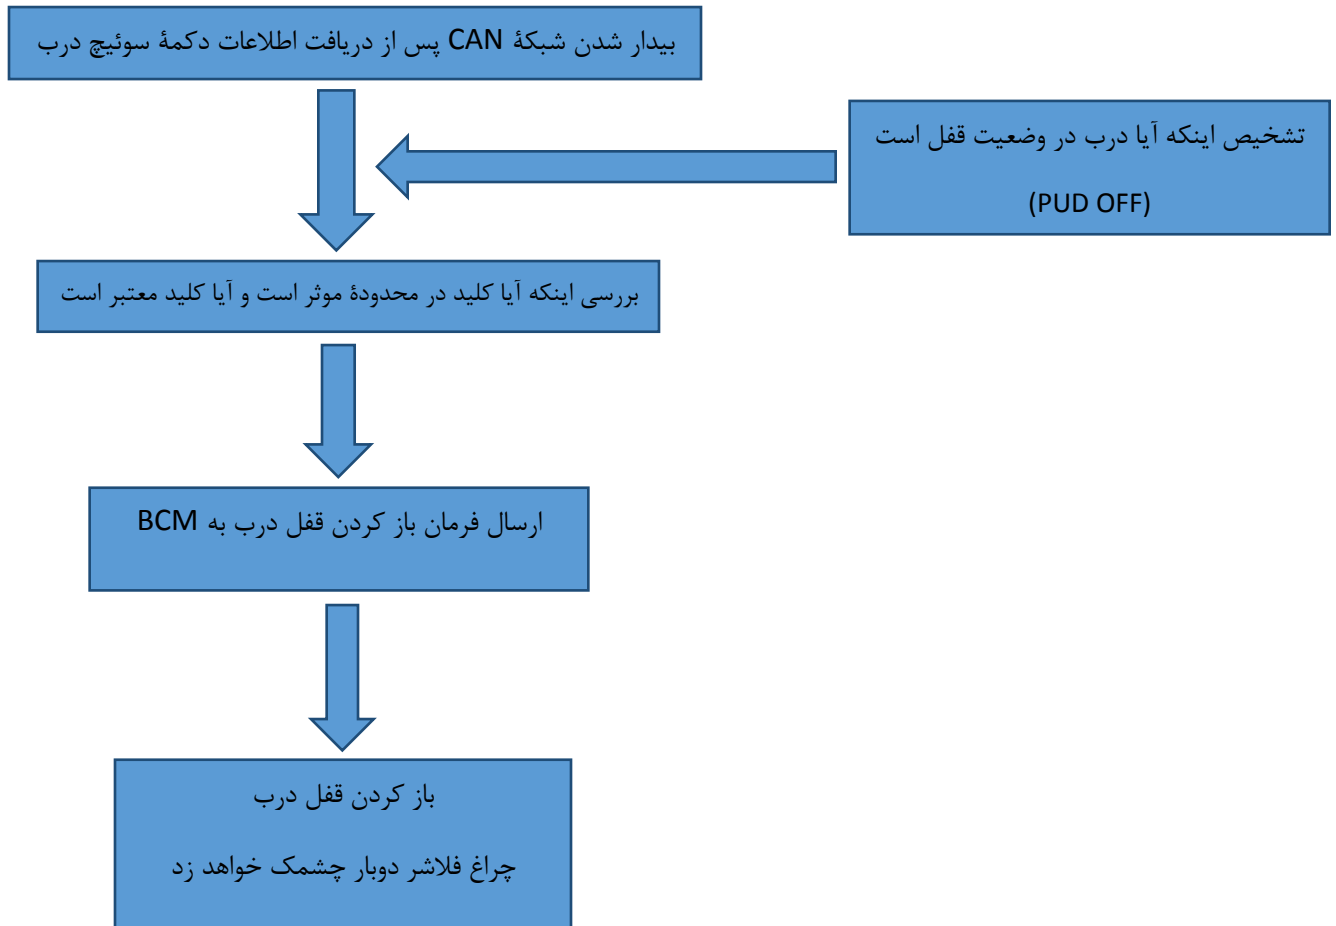 بیدار شدن شبکهٔ CAN پس از دریافت اطلاعات دکمهٔ سوئیچ درب
تشخیص اینکه آیا درب در وضعیت قفل است
(PUD OFF)
بررسی اینکه آیا کلید در محدودهٔ موثر است و آیا کلید معتبر است
ارسال فرمان باز کردن قفل درب به BCM
باز کردن قفل درب
چراغ فلاشر دوبار چشمک خواهد زد